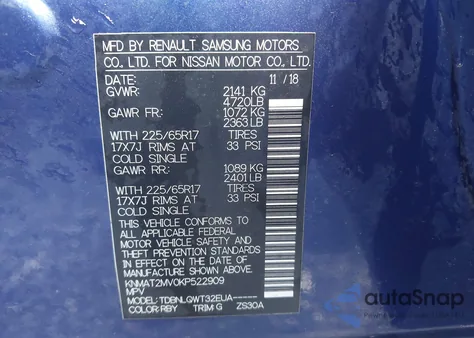 MFD BY RENAULT SAMSUNG MOTORS
CO., LTD. FOR NISSAN MOTOR CO., LTD.
DATE: 11 / 18
GVWR: 2141 KG
4720LB
GAWR FR: 1072 KG
2363LB
WITH 225/65R17 TIRES
17X7J RIMS AT 33 PSI
COLD SINGLE
GAWR RR: 1089 KG
2401LB
WITH 225/65R17 TIRES
17X7J RIMS AT 33 PSI
COLD SINGLE
THIS VEHICLE CONFORMS TO
ALL APPLICABLE U.S. FEDERAL
MOTOR VEHICLE SAFETY AND
THEFT PREVENTION STANDARDS
IN EFFECT ON THE DATE OF
MANUFACTURE SHOWN ABOVE.
KNMAT2MV0KP522909
MPV
MODEL:TDBNLQWT32EUA---
COLOR:RBY TRIM:G ZS30A
autoSnap